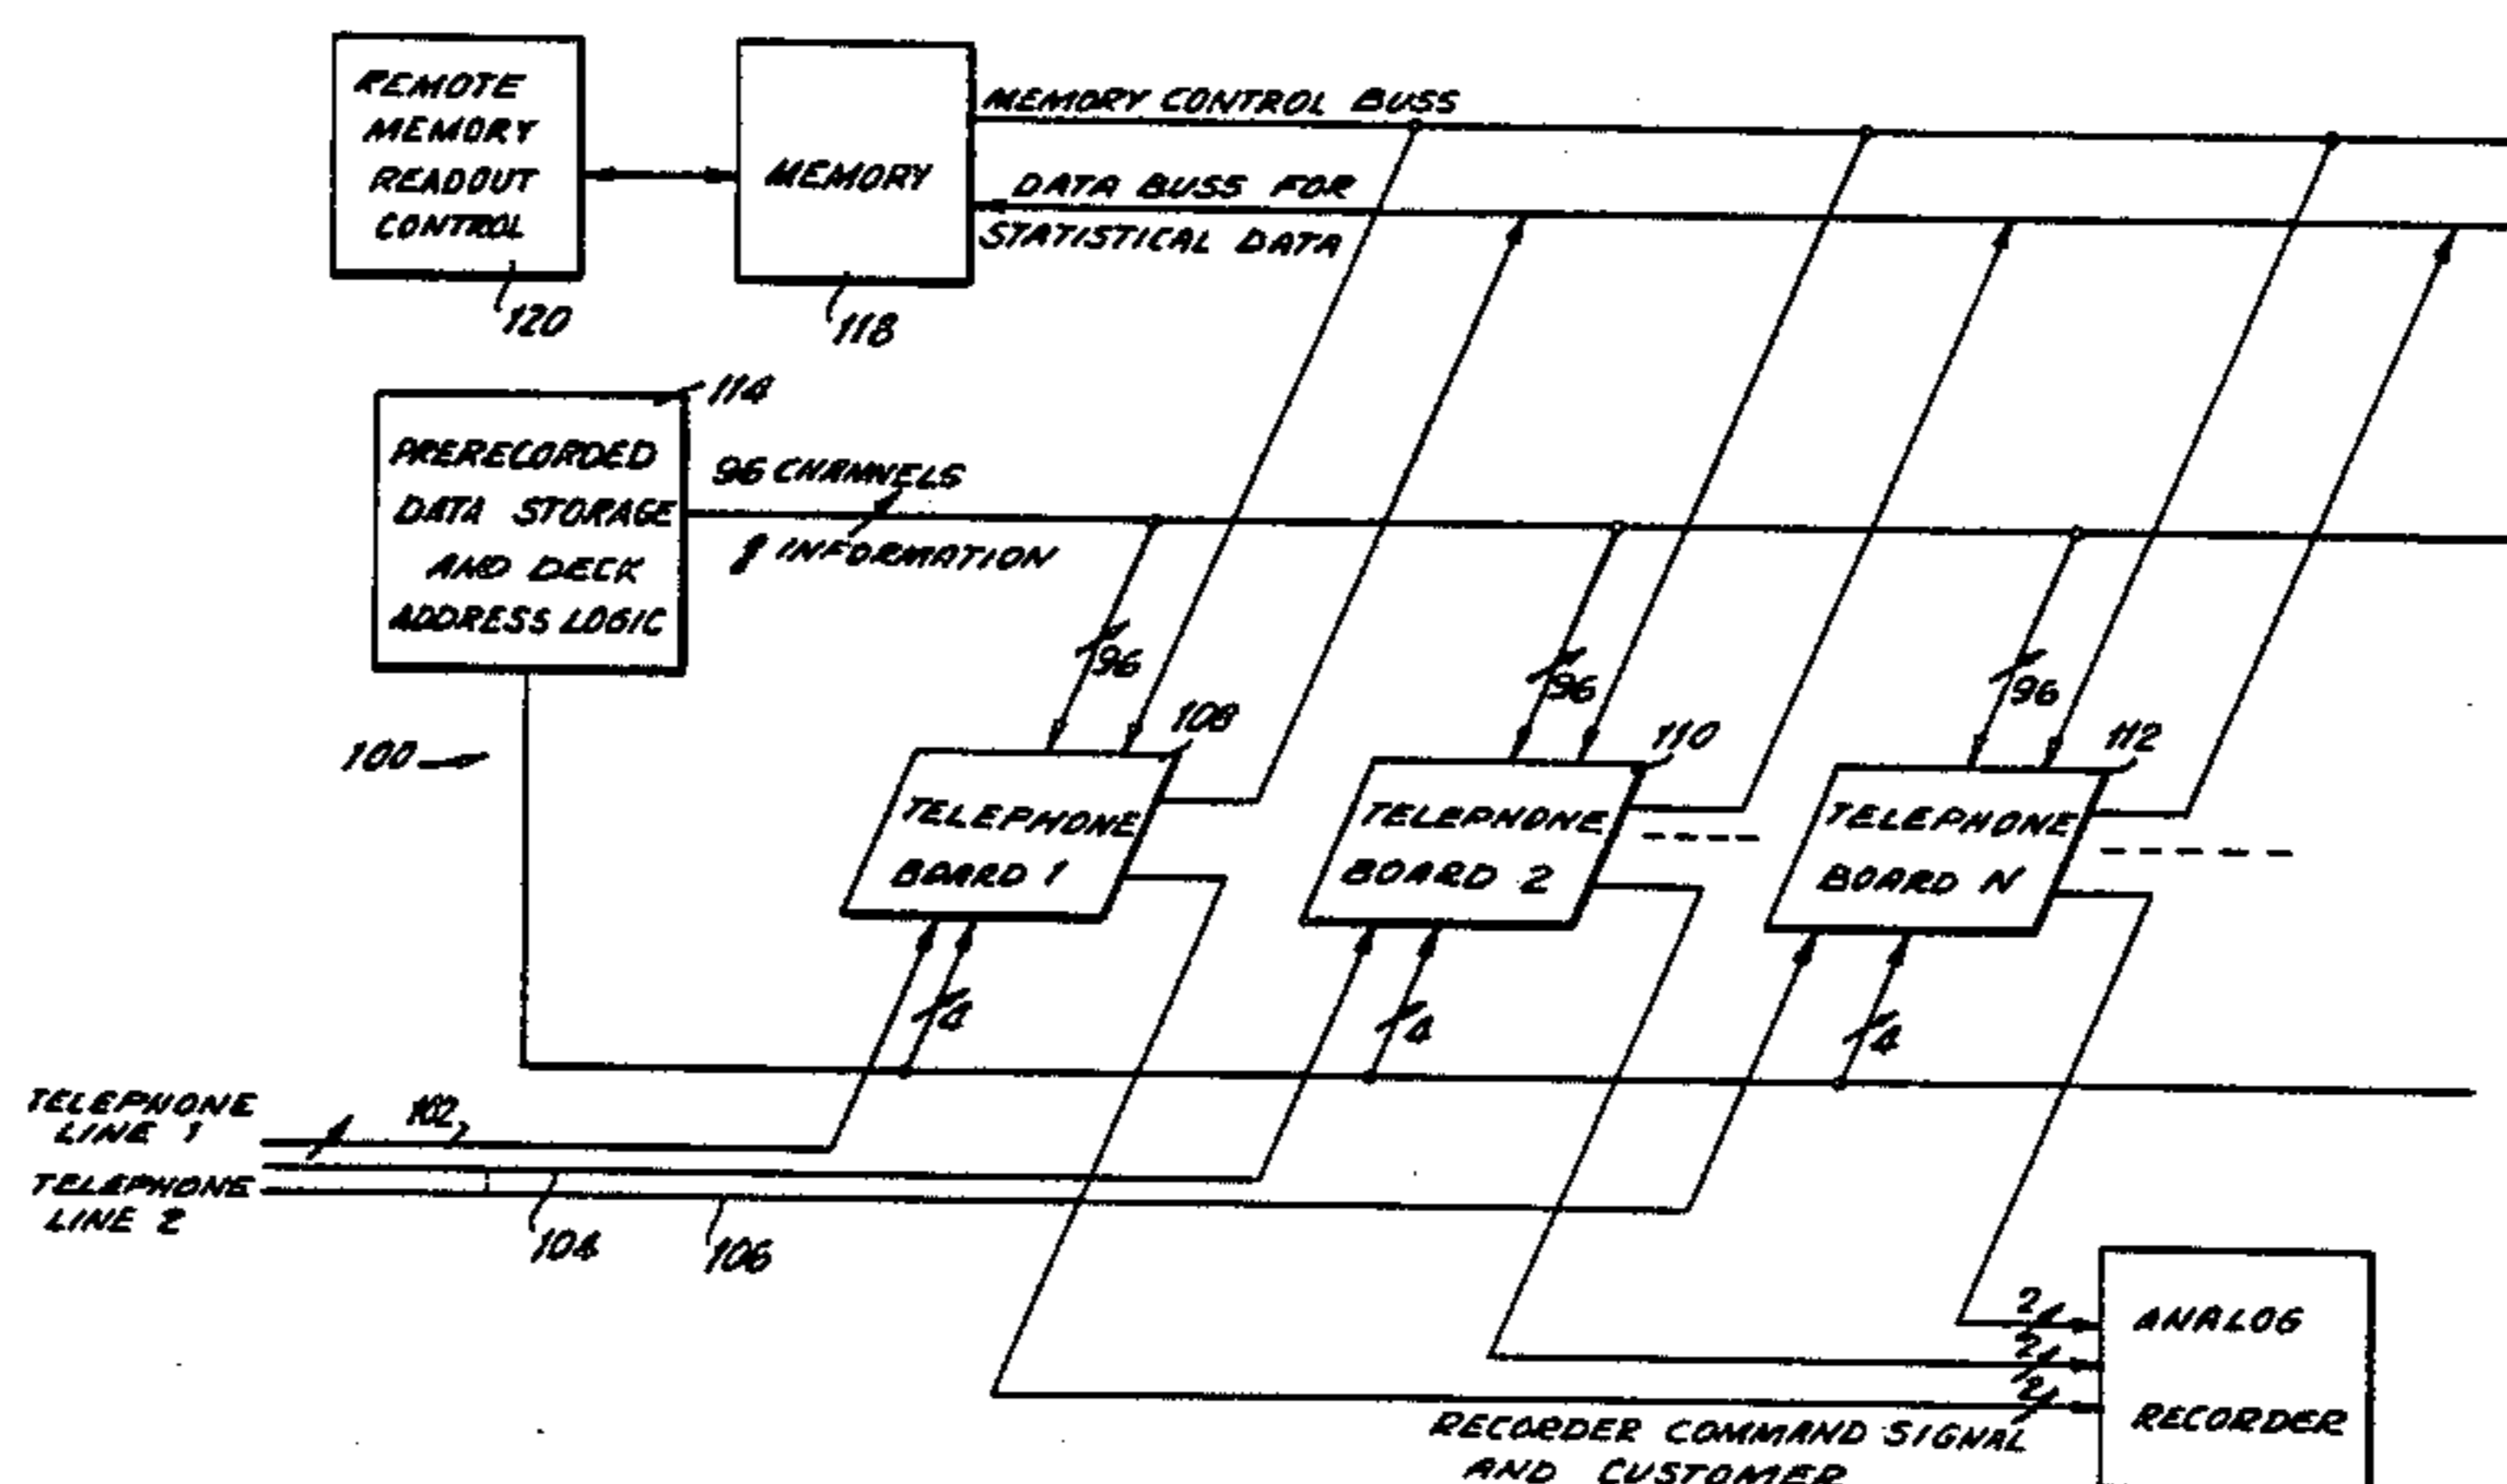 REMOTE
MEMORY
READOUT
CONTROL
120
MEMORY
118
MEMORY CONTROL BUSS
DATA BUSS FOR
STATISTICAL DATA
114
PRERECORDED
DATA STORAGE
AND DECK
ADDRESS LOGIC
96 CHANNELS
INFORMATION
96
96
96
100
108
TELEPHONE
BOARD 1
110
TELEPHONE
BOARD 2
112
TELEPHONE
BOARD N
4
4
4
TELEPHONE
LINE 1
102
TELEPHONE
LINE 2
104
106
2
2
2
ANALOG
RECORDER
RECORDER COMMAND SIGNAL
AND CUSTOMER